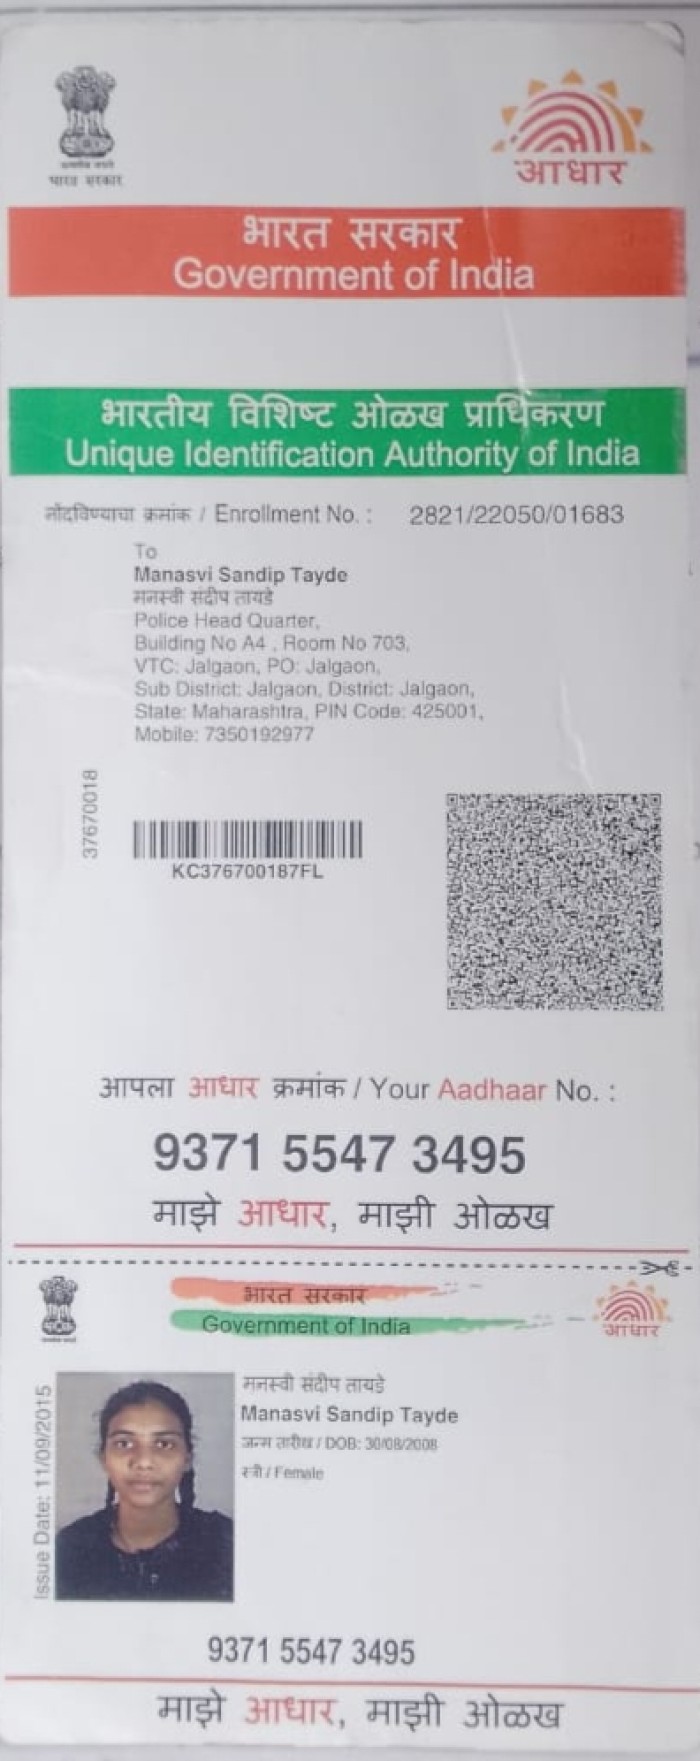 भारत सरकार
आधार
भारत सरकार
Government of India
भारतीय विशिष्ट ओळख प्राधिकरण
Unique Identification Authority of India
नोंदविण्याचा क्रमांक / Enrollment No. : 2821/22050/01683
To
Manasvi Sandip Tayde
मनस्वी संदीप तायडे
Police Head Quarter,
Building No A4 , Room No 703,
VTC: Jalgaon, PO: Jalgaon,
Sub District: Jalgaon, District: Jalgaon,
State: Maharashtra, PIN Code: 425001,
Mobile: 7350192977
37670018
KC376700187FL
आपला आधार क्रमांक / Your Aadhaar No. :
9371 5547 3495
माझे आधार, माझी ओळख
भारत सरकार
Government of India
आधार
मनस्वी संदीप तायडे
Manasvi Sandip Tayde
जन्म तारीख / DOB: 30/08/2008
स्त्री / Female
Issue Date: 11/09/2015
9371 5547 3495
माझे आधार, माझी ओळख